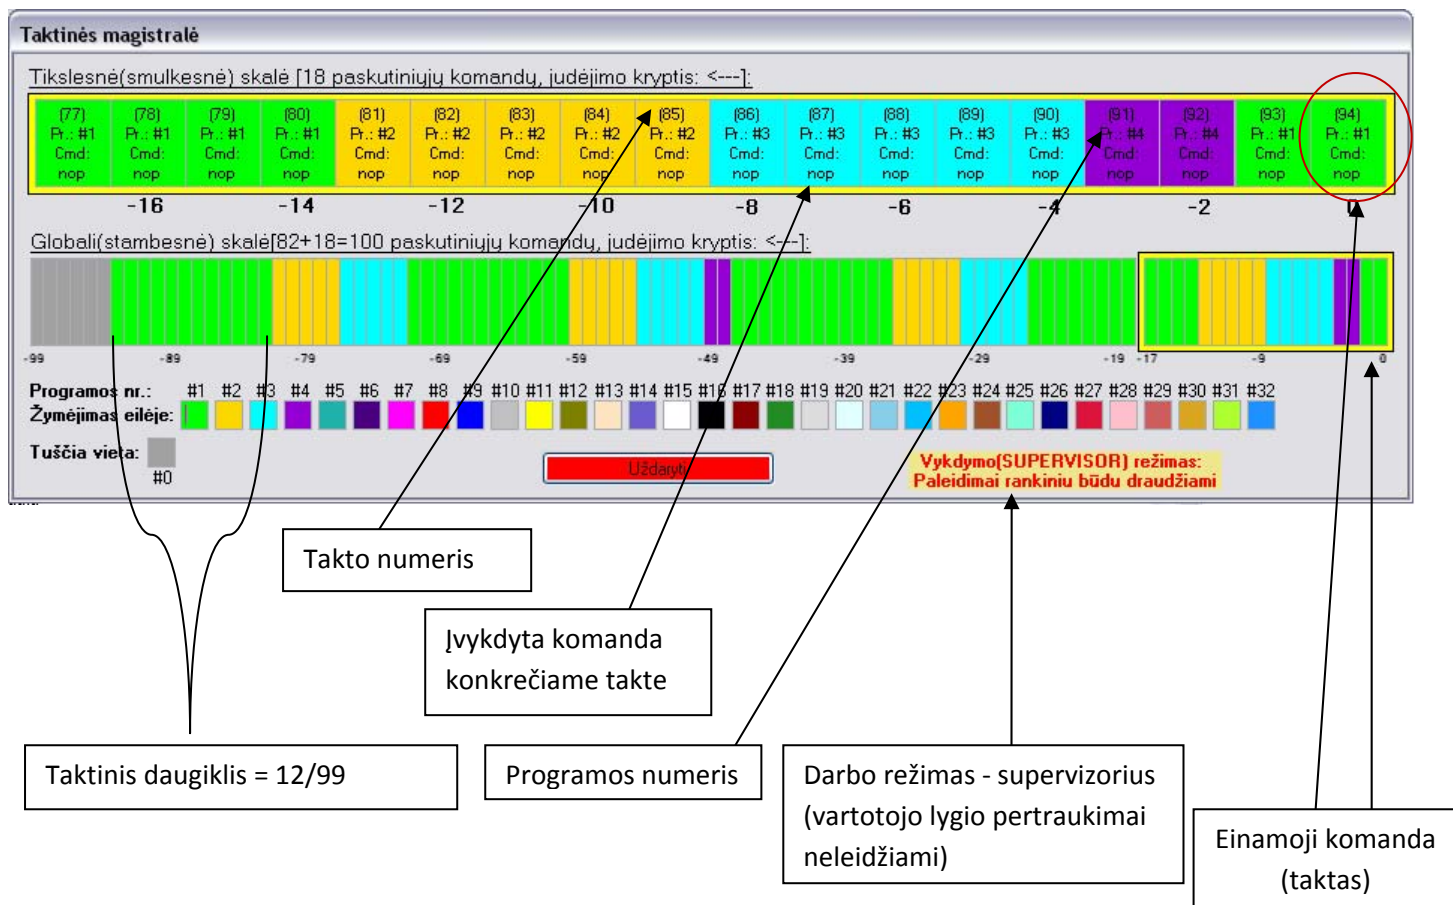 Taktinės magistralė
Tikslesnė(smulkesnė) skalė [18 paskutiniųjų komandų, judėjimo kryptis: <---]:
(77) (78) (79) (80) (81) (82) (83) (84) (85) (86) (87) (88) (89) (90) (91) (92) (93) (94)
Pr.: #1 Pr.: #1 Pr.: #1 Pr.: #1 Pr.: #2 Pr.: #2 Pr.: #2 Pr.: #2 Pr.: #2 Pr.: #3 Pr.: #3 Pr.: #3 Pr.: #3 Pr.: #3 Pr.: #4 Pr.: #4 Pr.: #1 Pr.: #1
Cmd: Cmd: Cmd: Cmd: Cmd: Cmd: Cmd: Cmd: Cmd: Cmd: Cmd: Cmd: Cmd: Cmd: Cmd: Cmd: Cmd: Cmd:
nop nop nop nop nop nop nop nop nop nop nop nop nop nop nop nop nop nop
-16 -14 -12 -10 -8 -6 -4 -2 0
Globali(stambesnė) skalė[82+18=100 paskutiniųjų komandų, judėjimo kryptis: <---]:
-99 -89 -79 -69 -59 -49 -39 -29 -19 -17 -9 0
Programos nr.: #1 #2 #3 #4 #5 #6 #7 #8 #9 #10 #11 #12 #13 #14 #15 #16 #17 #18 #19 #20 #21 #22 #23 #24 #25 #26 #27 #28 #29 #30 #31 #32
Žymėjimas eilėje:
Tuščia vieta:
#0
Uždaryti
Vykdymo(SUPERVISOR) režimas:
Paleidimai rankiniu būdu draudžiami
Takto numeris
Įvykdyta komanda
konkrečiame takte
Taktinis daugiklis = 12/99
Programos numeris
Darbo režimas - supervizorius
(vartotojo lygio pertraukimai
neleidžiami)
Einamoji komanda
(taktas)